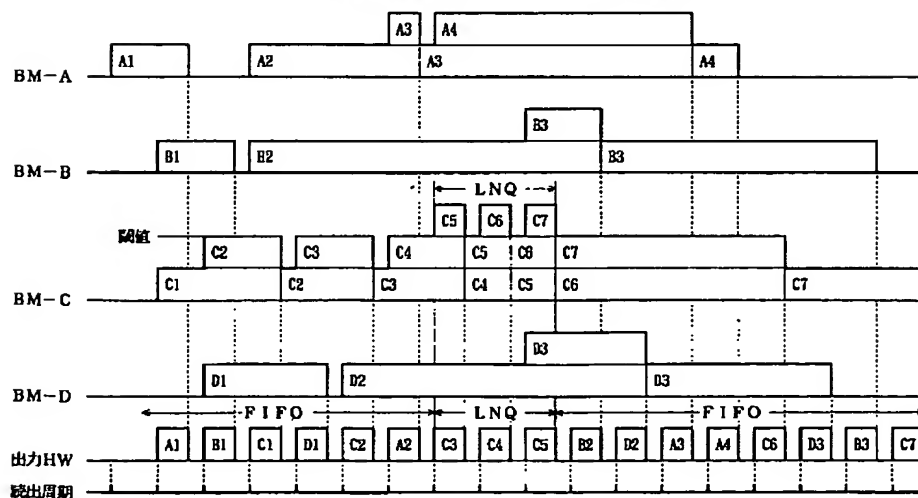 A3 A4
A1 A2 A3 A4
BM-A
B3
B1 B2 B3
BM-B
LNQ
C5 C6 C7
閾値
C2 C3 C4 C5 C6 C7
C1 C2 C3 C4 C5 C6 C7
BM-C
D3
D1 D2 D3
BM-D
FIFO LNQ FIFO
A1 B1 C1 D1 C2 A2 C3 C4 C5 B2 D2 A3 A4 C6 D3 B3 C7
出力HW
読出周期